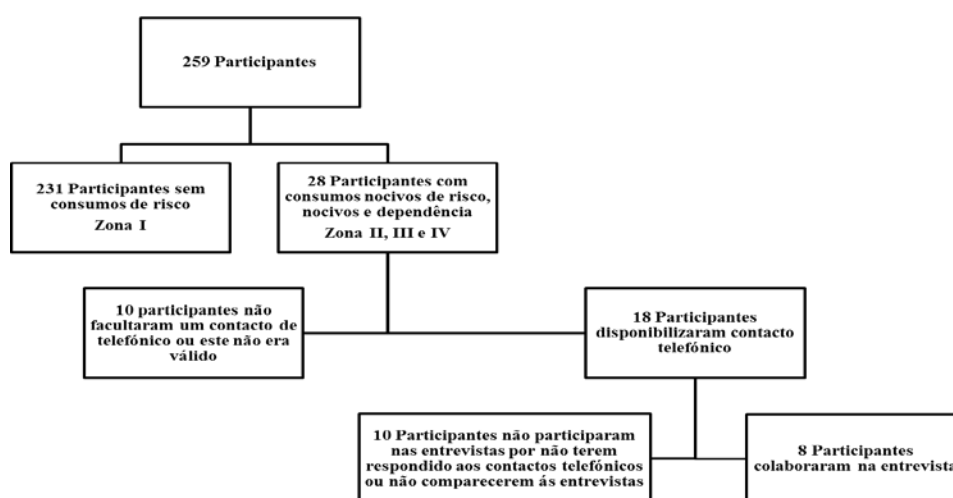 259 Participantes
231 Participantes sem
consumos de risco
Zona I
28 Participantes com
consumos nocivos de risco,
nocivos e dependência
Zona II, III e IV
10 participantes não
facultaram um contacto de
telefónico ou este não era
válido
18 Participantes
disponibilizaram contacto
telefónico
10 Participantes não participaram
nas entrevistas por não terem
respondido aos contactos telefónicos
ou não comparecerem ás entrevistas
8 Participantes
colaboraram na entrevista